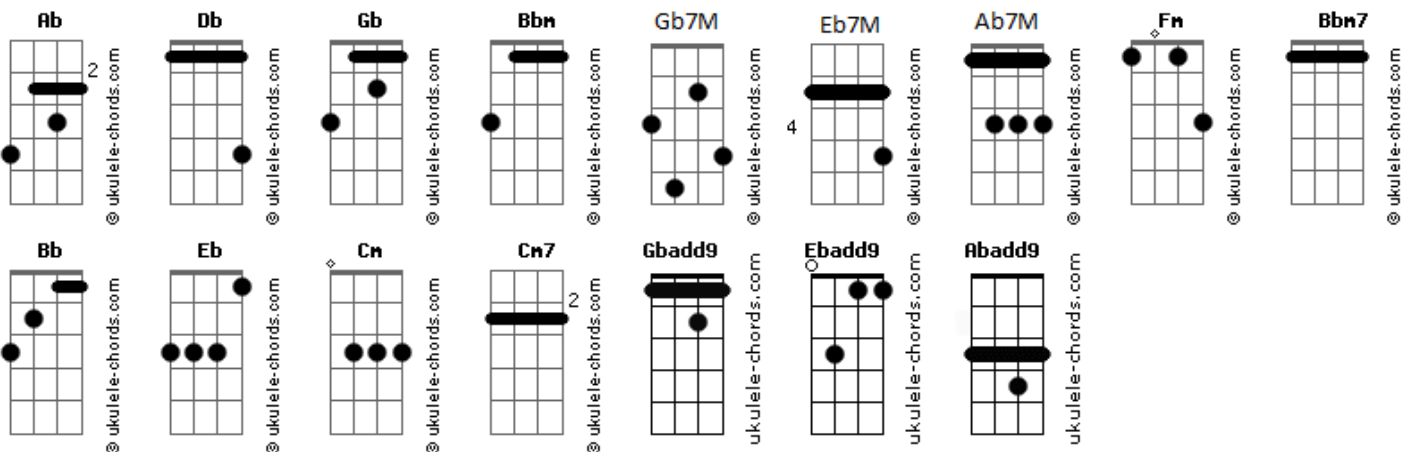 Ab Db Gb Bbm Gb7M Eb7M Ab7M Fm Bbm7
2
4
© ukulele-chords.com © ukulele-chords.com © ukulele-chords.com © ukulele-chords.com © ukulele-chords.com © ukulele-chords.com © ukulele-chords.com © ukulele-chords.com © ukulele-chords.com
Bb Eb Cm Cm7 Gbadd9 Ebadd9 Abadd9
2
© ukulele-chords.com © ukulele-chords.com © ukulele-chords.com © ukulele-chords.com ukulele-chords.com ukulele-chords.com ukulele-chords.com